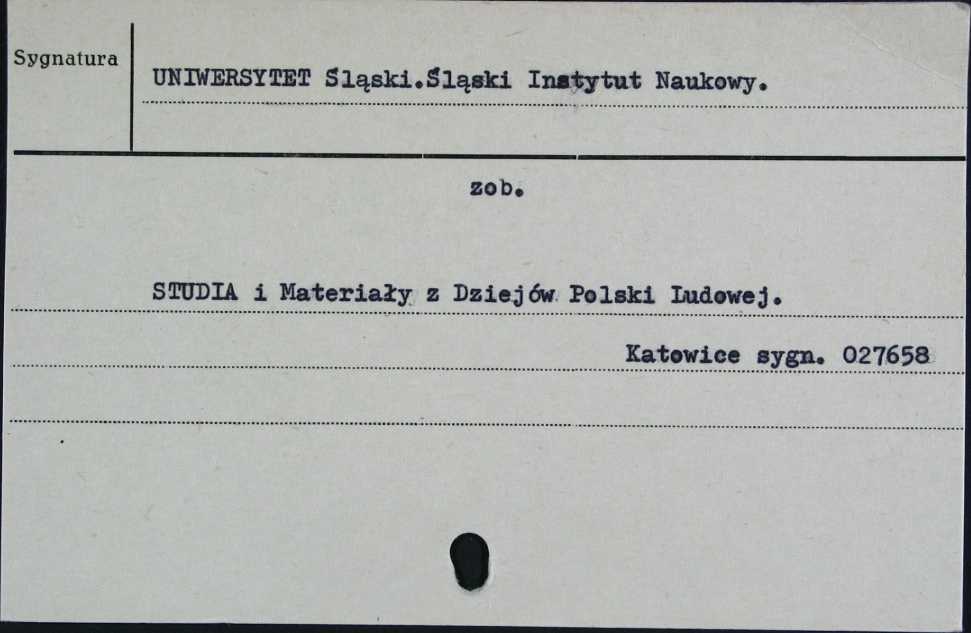 Sygnatura
UNIWERSYTET Śląski.Śląski Instytut Naukowy.
zob.
STUDIA i Materiały z Dziejów Polski Ludowej.
Katowice sygn. 027658